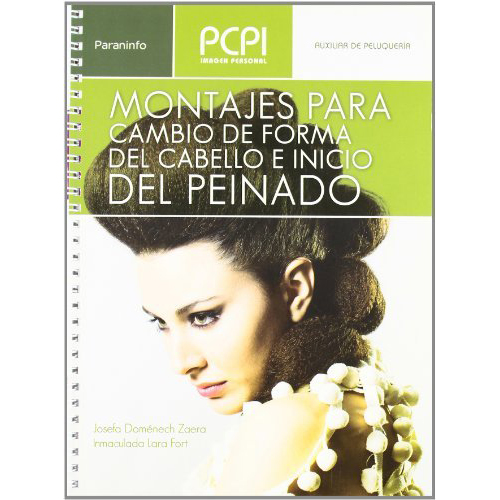 Paraninfo
PCPI
IMAGEN PERSONAL
AUXILIAR DE PELUQUERÍA
MONTAJES PARA
CAMBIO DE FORMA
DEL CABELLO E INICIO
DEL PEINADO
Josefa Doménech Zaera
Inmaculada Lara Fort